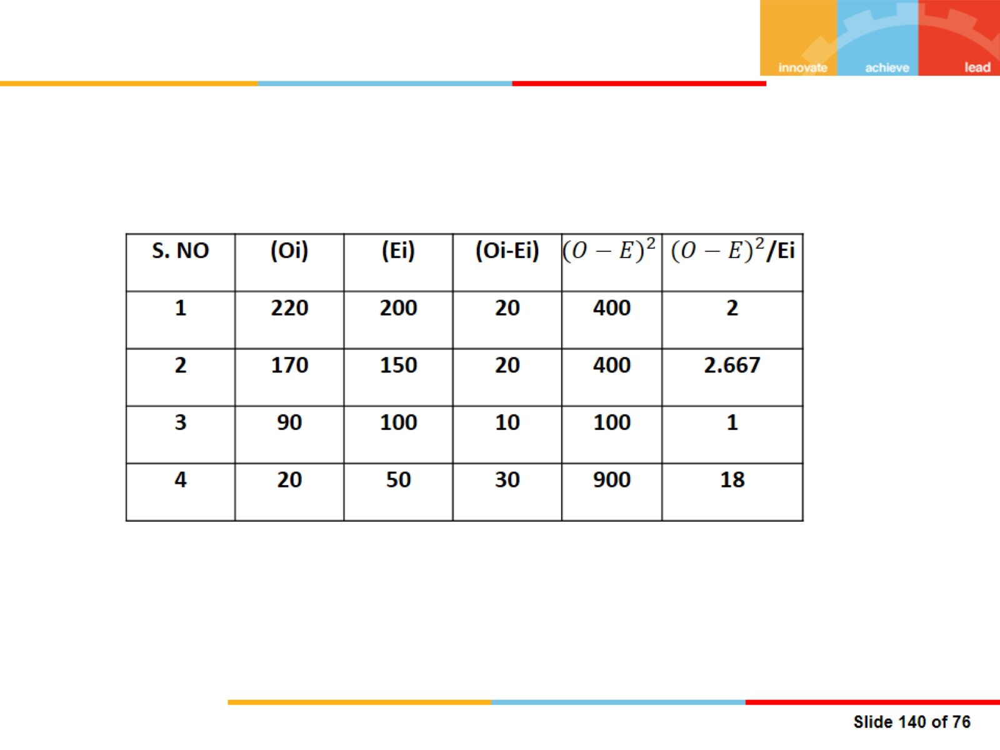 innovate achieve lead
S. NO (Oi) (Ei) (Oi-Ei) (O − E)² (O − E)²/Ei
1 220 200 20 400 2
2 170 150 20 400 2.667
3 90 100 10 100 1
4 20 50 30 900 18
Slide 140 of 76